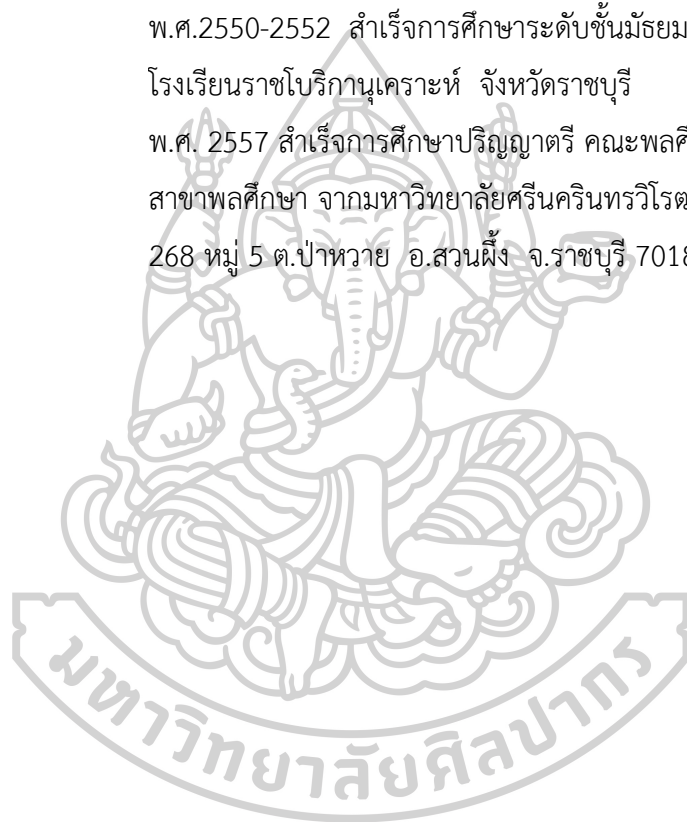 พ.ศ.2550-2552 สำเร็จการศึกษาระดับชั้นมัธยม
โรงเรียนราชโบริกานุเคราะห์ จังหวัดราชบุรี
พ.ศ. 2557 สำเร็จการศึกษาปริญญาตรี คณะพลศึ
สาขาพลศึกษา จากมหาวิทยาลัยศรีนครินทรวิโรต
268 หมู่ 5 ต.ป่าหวาย อ.สวนผึ้ง จ.ราชบุรี 7018
มหาวิทยาลัยศิลปากร